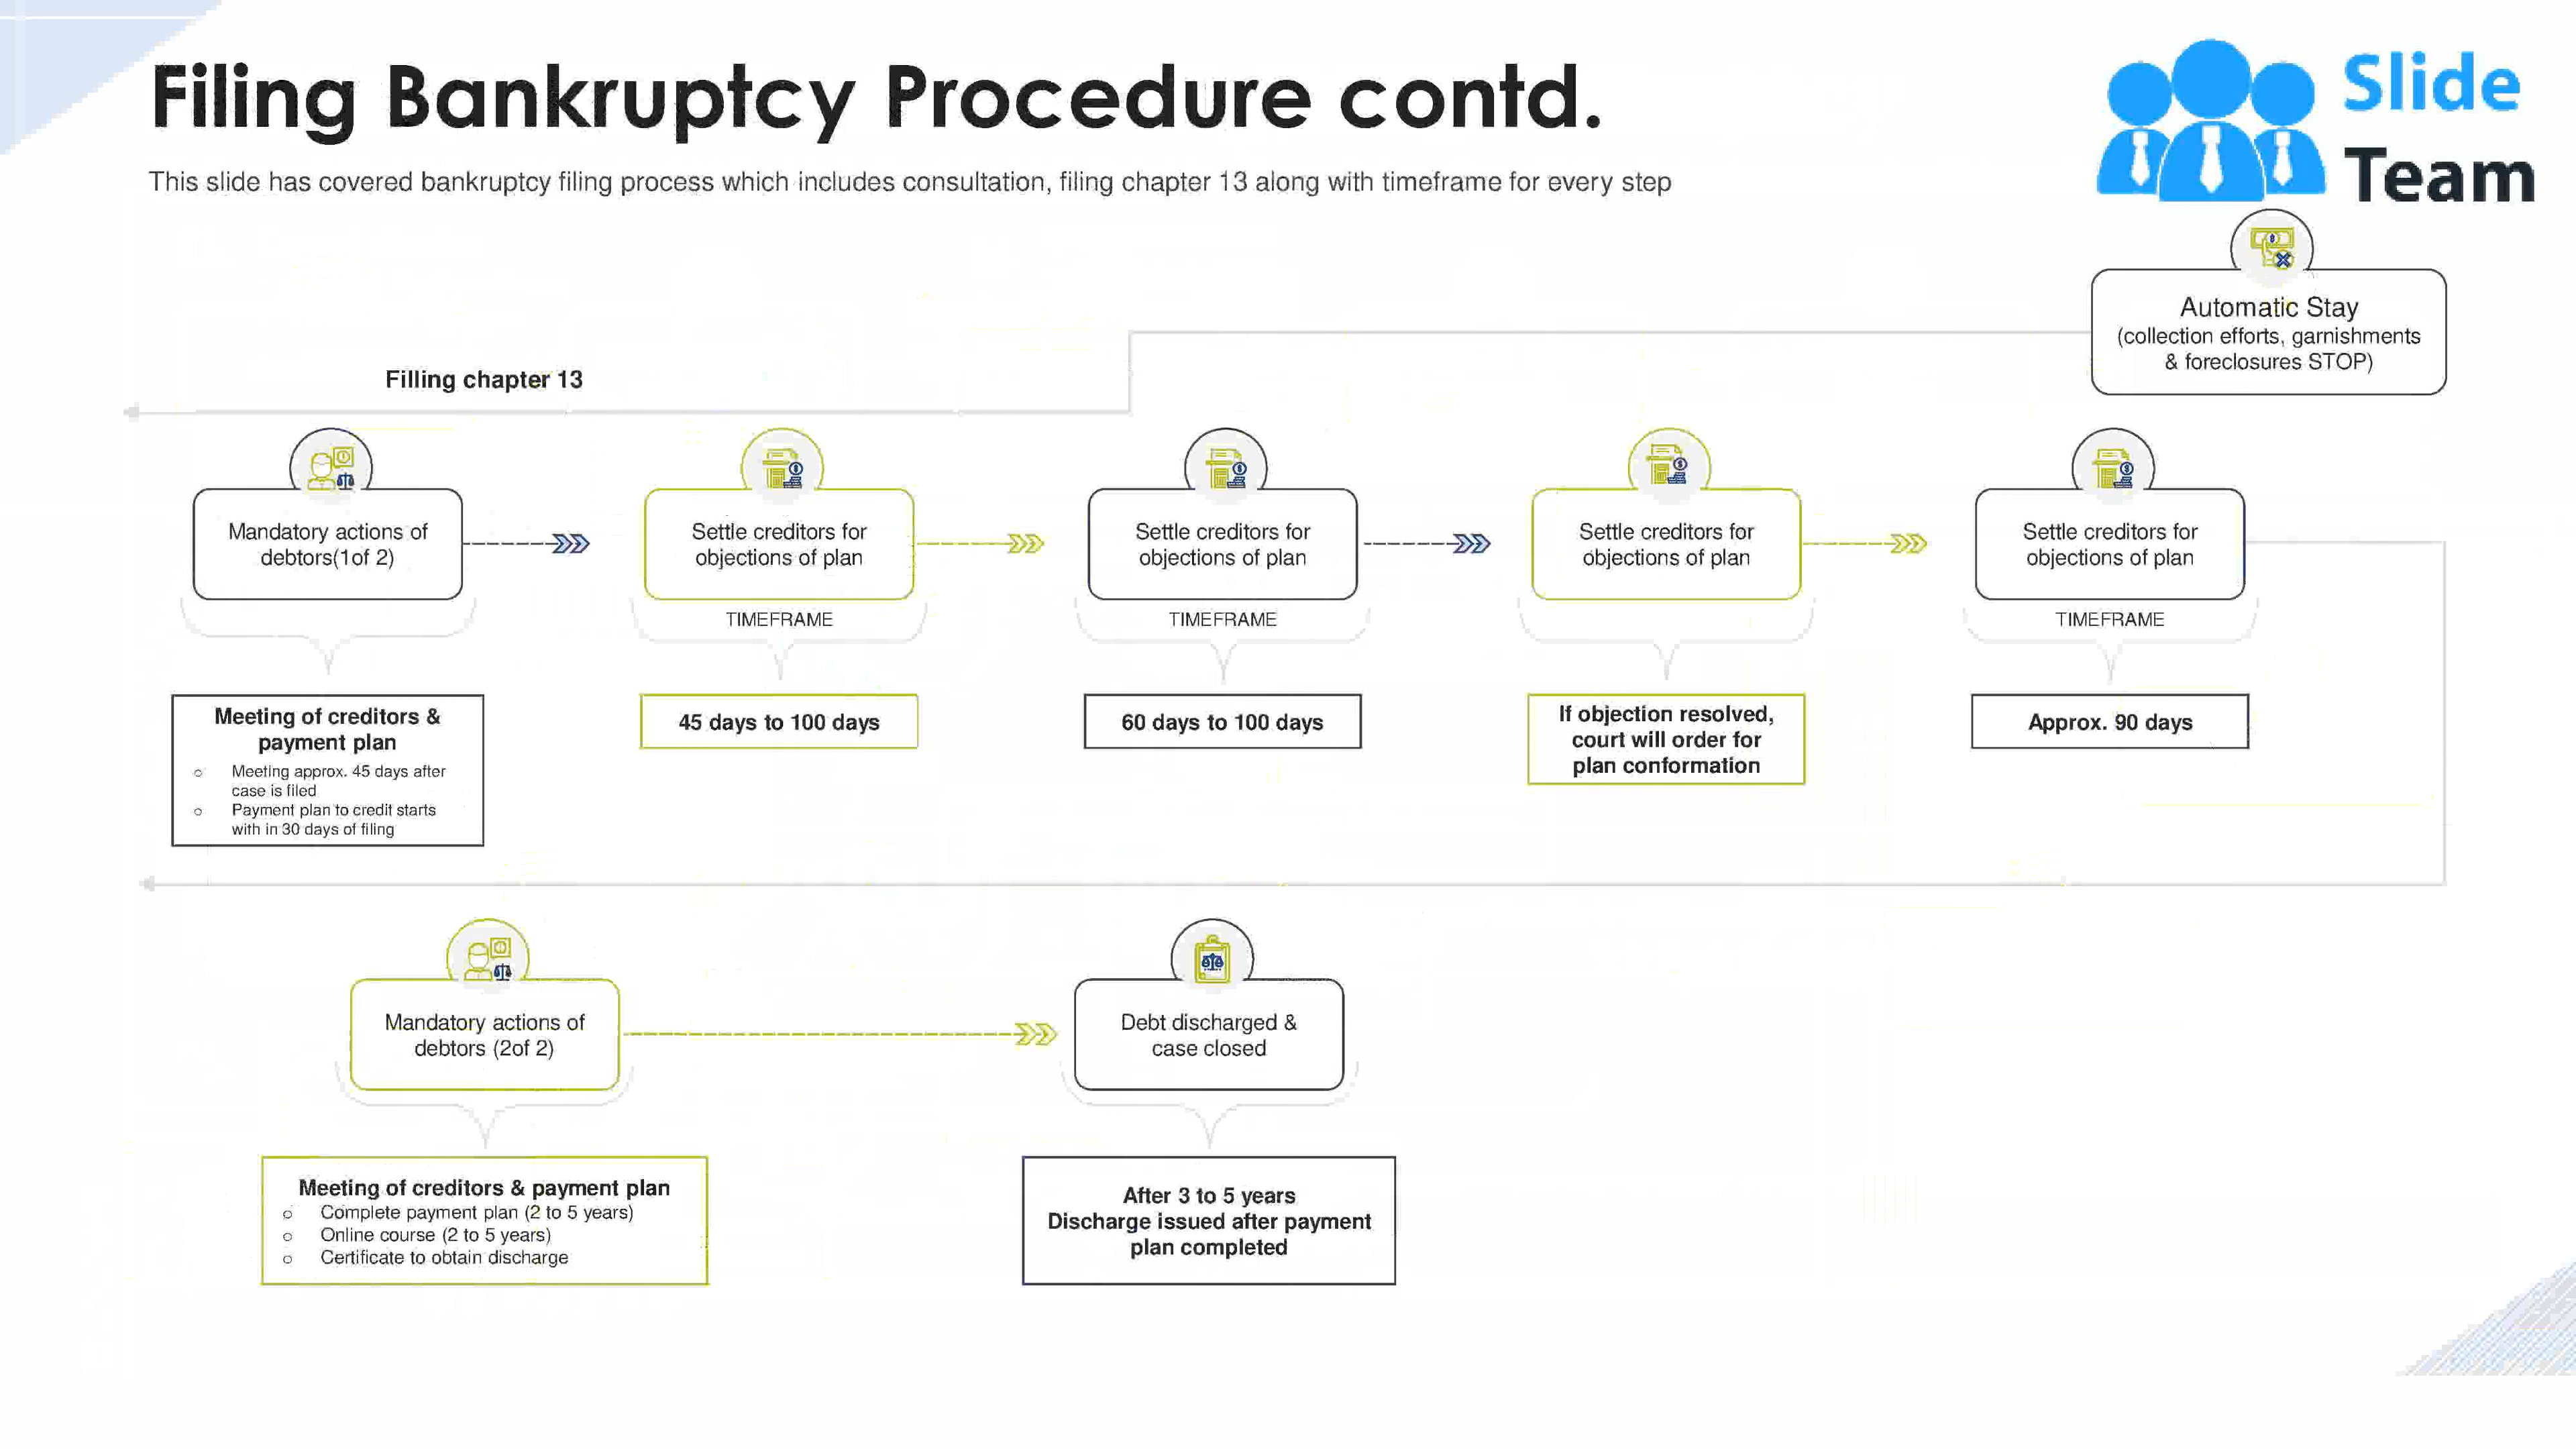 Filing Bankruptcy Procedure contd.
Slide
Team
This slide has covered bankruptcy filing process which includes consultation, filing chapter 13 along with timeframe for every step
Automatic Stay
(collection efforts, garnishments
& foreclosures STOP)
Filling chapter 13
Mandatory actions of
debtors(1of 2)
Settle creditors for
objections of plan
Settle creditors for
objections of plan
Settle creditors for
objections of plan
Settle creditors for
objections of plan
TIMEFRAME
TIMEFRAME
TIMEFRAME
Meeting of creditors &
payment plan
Meeting approx. 45 days after
case is filed
Payment plan to credit starts
with in 30 days of filing
45 days to 100 days
60 days to 100 days
If objection resolved,
court will order for
plan conformation
Approx. 90 days
Mandatory actions of
debtors (2of 2)
Debt discharged &
case closed
Meeting of creditors & payment plan
Complete payment plan (2 to 5 years)
Online course (2 to 5 years)
Certificate to obtain discharge
After 3 to 5 years
Discharge issued after payment
plan completed